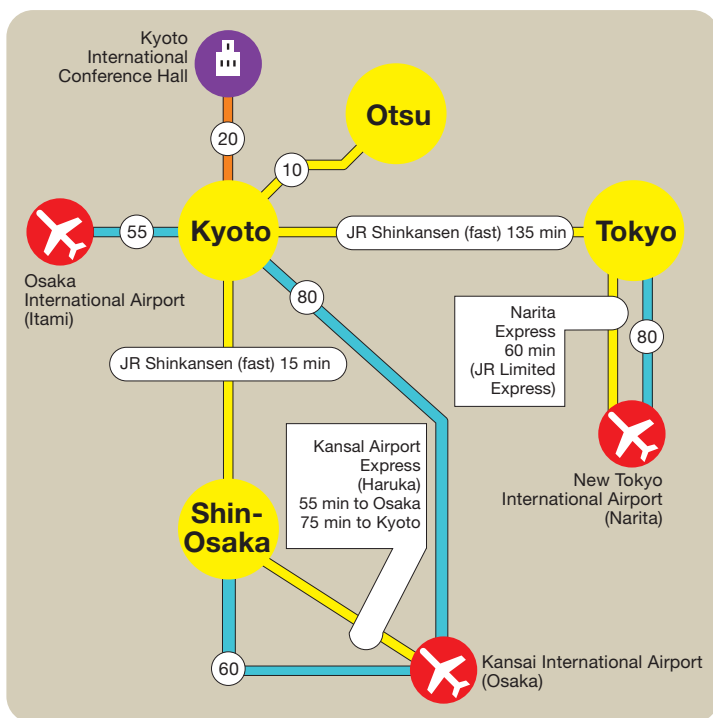 Kyoto
International
Conference Hall
Otsu
20
10
55
Kyoto
JR Shinkansen (fast) 135 min
Tokyo
Osaka
International Airport
(Itami)
80
Narita
Express
60 min
(JR Limited
Express)
80
JR Shinkansen (fast) 15 min
Kansal Airport
Express
(Haruka)
55 min to Osaka
75 min to Kyoto
New Tokyo
International Airport
(Narita)
Shin-
Osaka
60
Kansai International Airport
(Osaka)